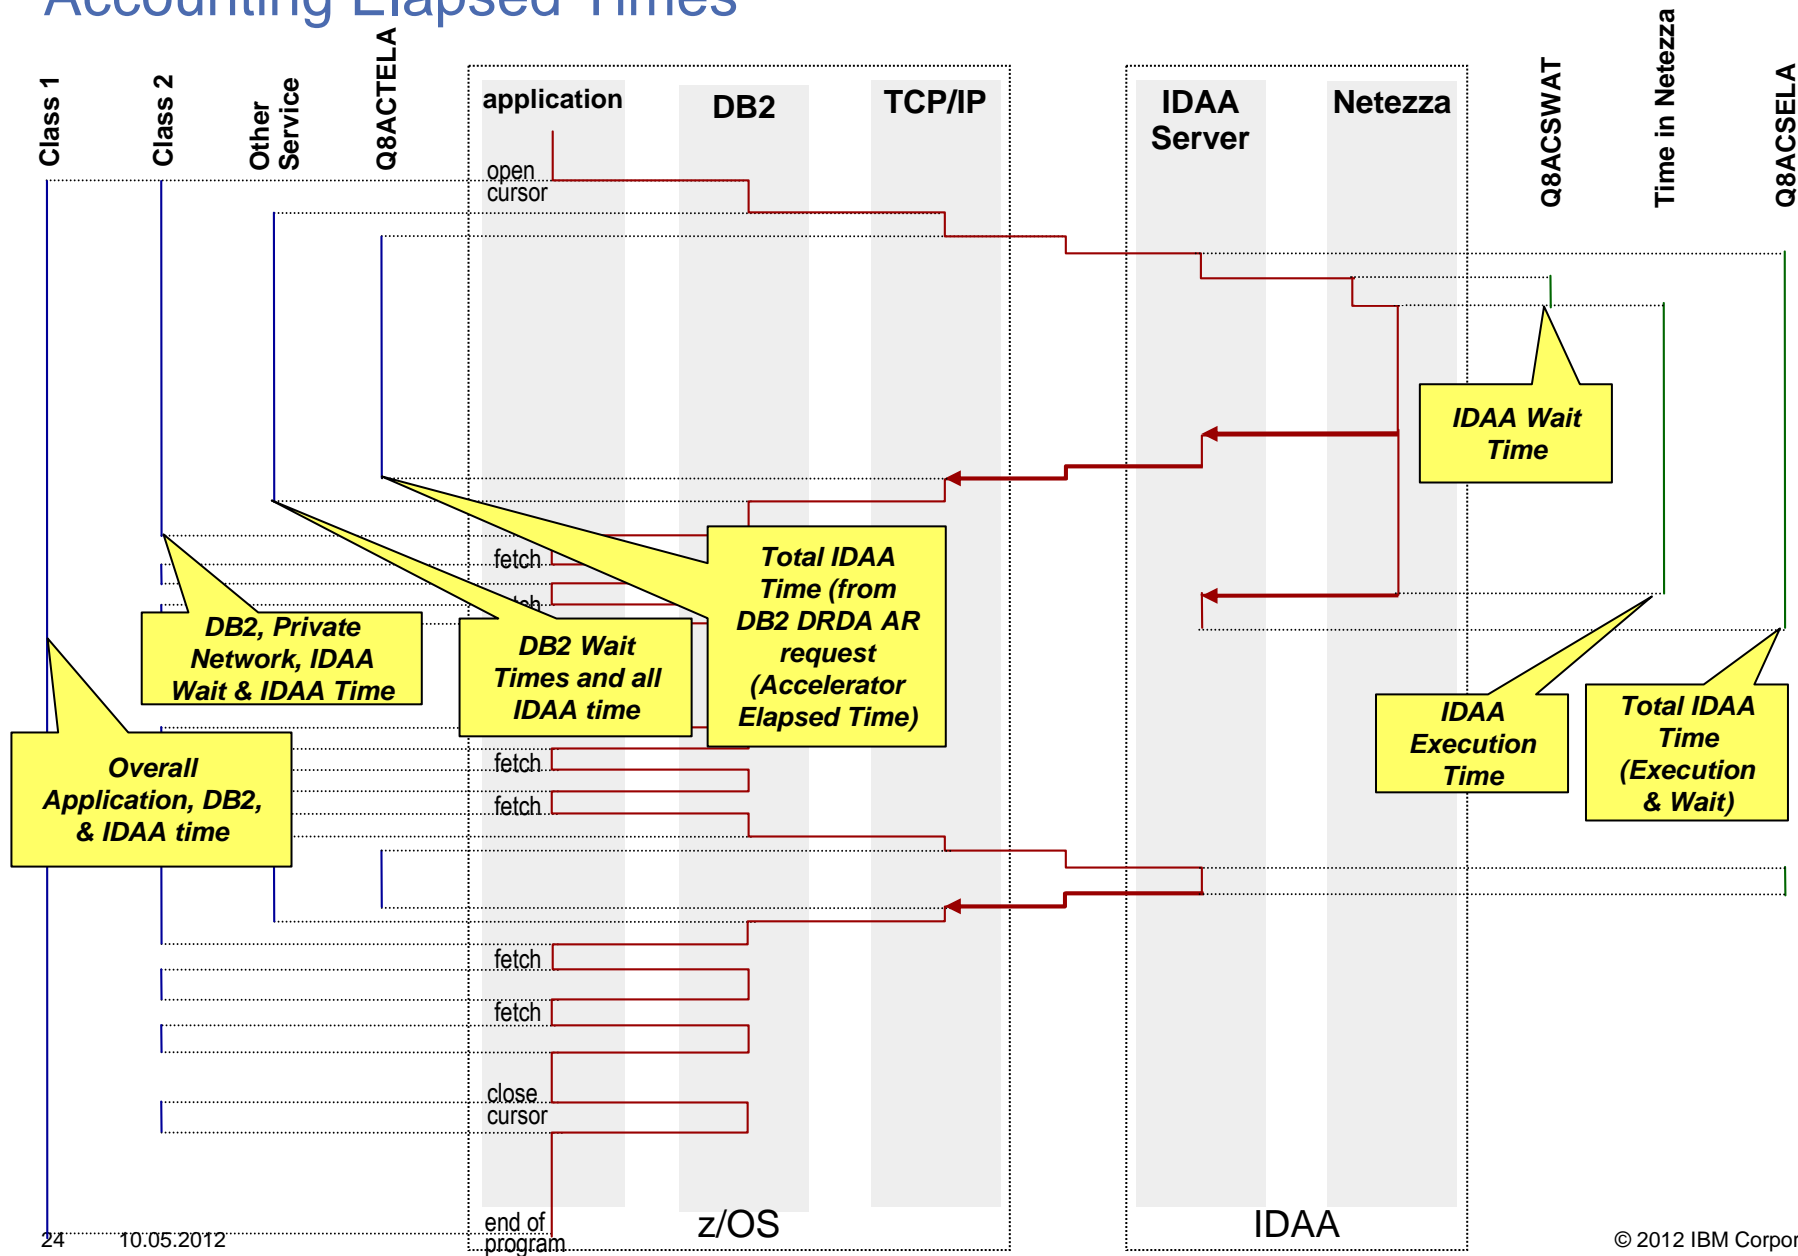 Accounting Elapsed Times
Class 1
Class 2
Other
Service
Q8ACTELA
application
DB2
TCP/IP
IDAA
Server
Netezza
Q8ACSWAT
Time in Netezza
Q8ACSELA
open
cursor
IDAA Wait
Time
fetch
DB2, Private
Network, IDAA
Wait & IDAA Time
DB2 Wait
Times and all
IDAA time
Total IDAA
Time (from
DB2 DRDA AR
request
(Accelerator
Elapsed Time)
IDAA
Execution
Time
Total IDAA
Time
(Execution
& Wait)
Overall
Application, DB2,
& IDAA time
fetch
fetch
fetch
fetch
close
cursor
end of
program
z/OS
IDAA
24
10.05.2012
© 2012 IBM Corpor